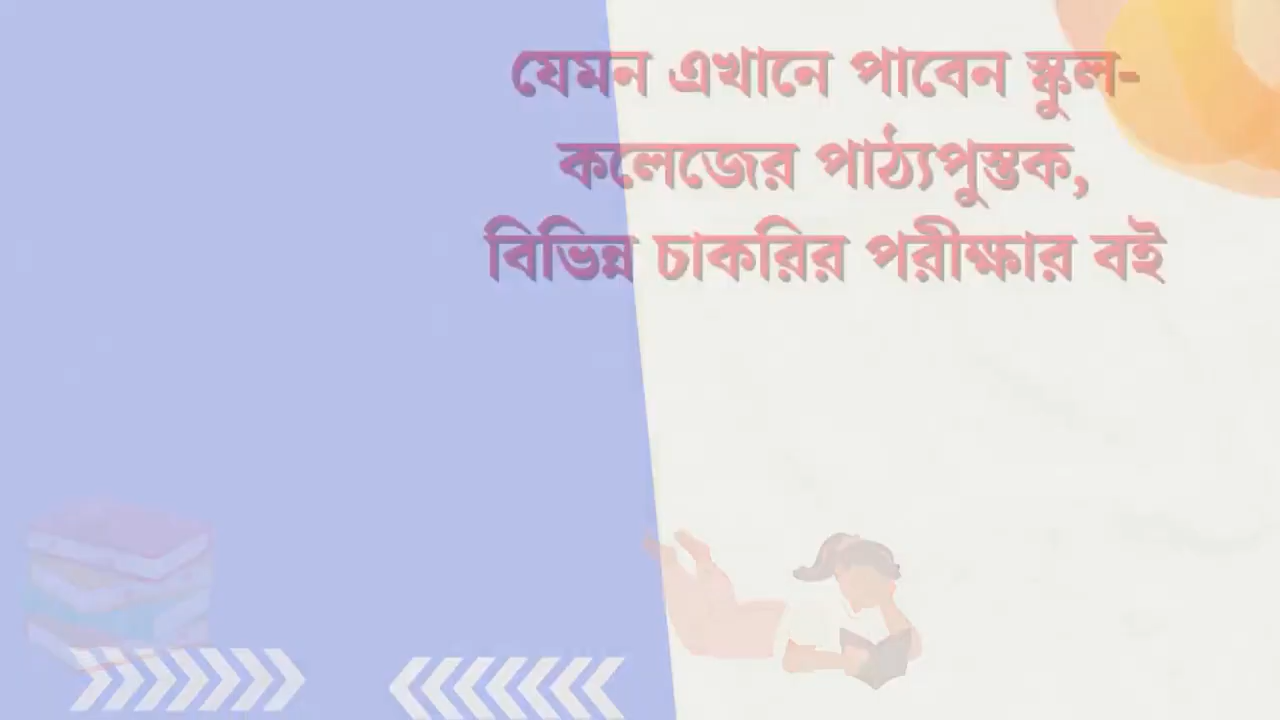 যেমন এখানে পাবেন স্কুল-
কলেজের পাঠ্যপুস্তক,
বিভিন্ন চাকরির পরীক্ষার বই